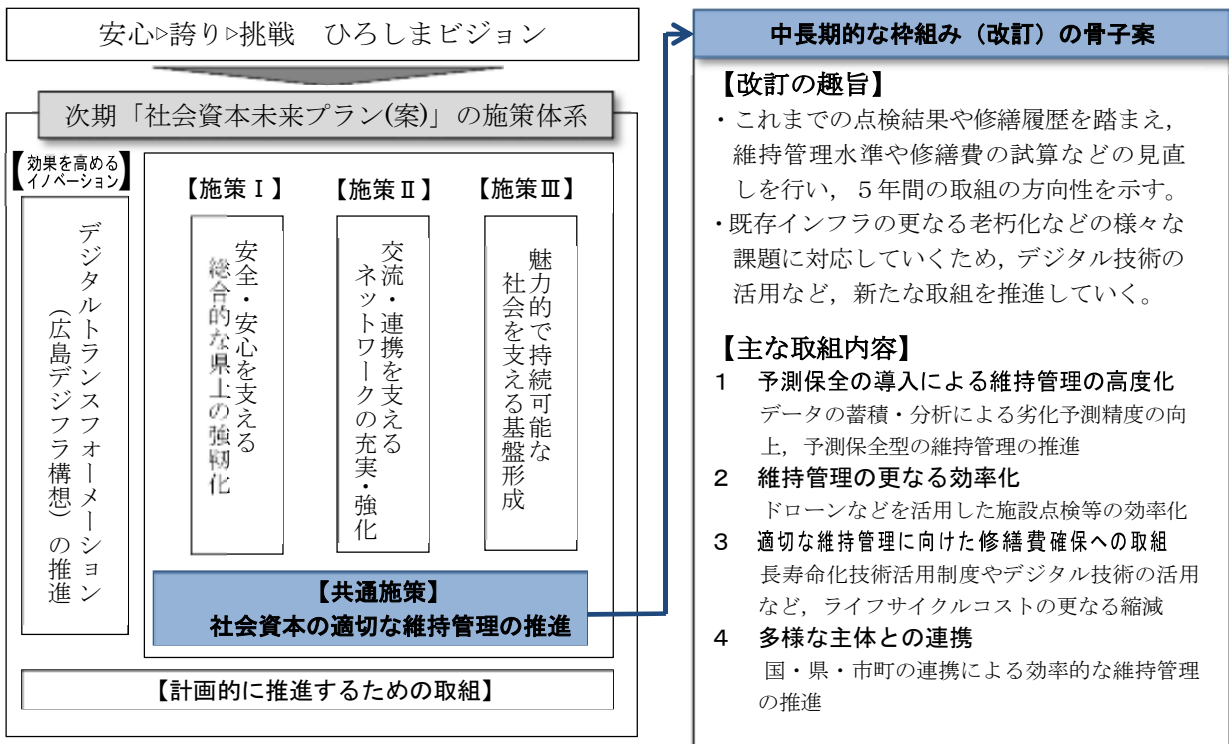 安心▷誇り▷挑戦　ひろしまビジョン
次期「社会資本未来プラン(案)」の施策体系
【効果を高める
イノベーション】
デジタルトランスフォーメーション
（広島デジフラ構想）の推進
【施策Ⅰ】
安全・安心を支える
総合的な県土の強靭化
【施策Ⅱ】
交流・連携を支える
ネットワークの充実・強化
【施策Ⅲ】
魅力的で持続可能な
社会を支える基盤形成
【共通施策】
社会資本の適切な維持管理の推進
【計画的に推進するための取組】
中長期的な枠組み（改訂）の骨子案
【改訂の趣旨】
・これまでの点検結果や修繕履歴を踏まえ，
維持管理水準や修繕費の試算などの見直
しを行い，５年間の取組の方向性を示す。
・既存インフラの更なる老朽化などの様々な
課題に対応していくため，デジタル技術の
活用など，新たな取組を推進していく。
【主な取組内容】
１　予測保全の導入による維持管理の高度化
データの蓄積・分析による劣化予測精度の向
上，予測保全型の維持管理の推進
２　維持管理の更なる効率化
ドローンなどを活用した施設点検等の効率化
３　適切な維持管理に向けた修繕費確保への取組
長寿命化技術活用制度やデジタル技術の活用
など，ライフサイクルコストの更なる縮減
４　多様な主体との連携
国・県・市町の連携による効率的な維持管理
の推進